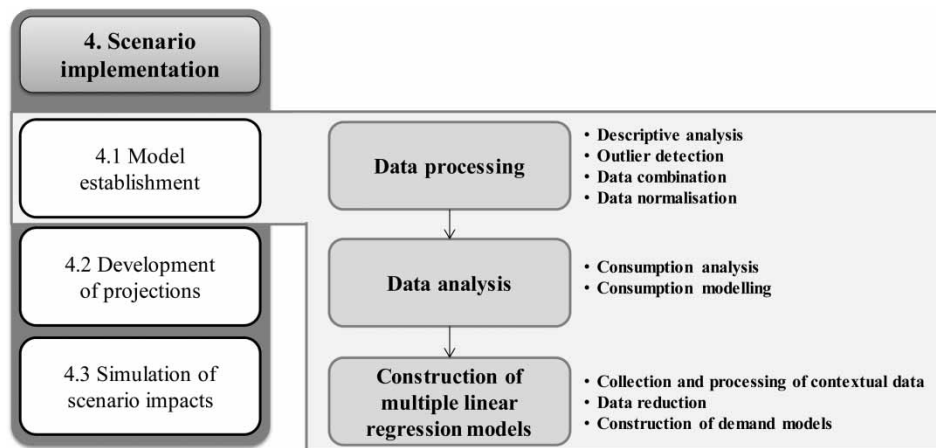 4. Scenario
implementation
4.1 Model
establishment
4.2 Development
of projections
4.3 Simulation of
scenario impacts
Data processing
• Descriptive analysis
• Outlier detection
• Data combination
• Data normalisation
Data analysis
• Consumption analysis
• Consumption modelling
Construction of
multiple linear
regression models
• Collection and processing of contextual data
• Data reduction
• Construction of demand models